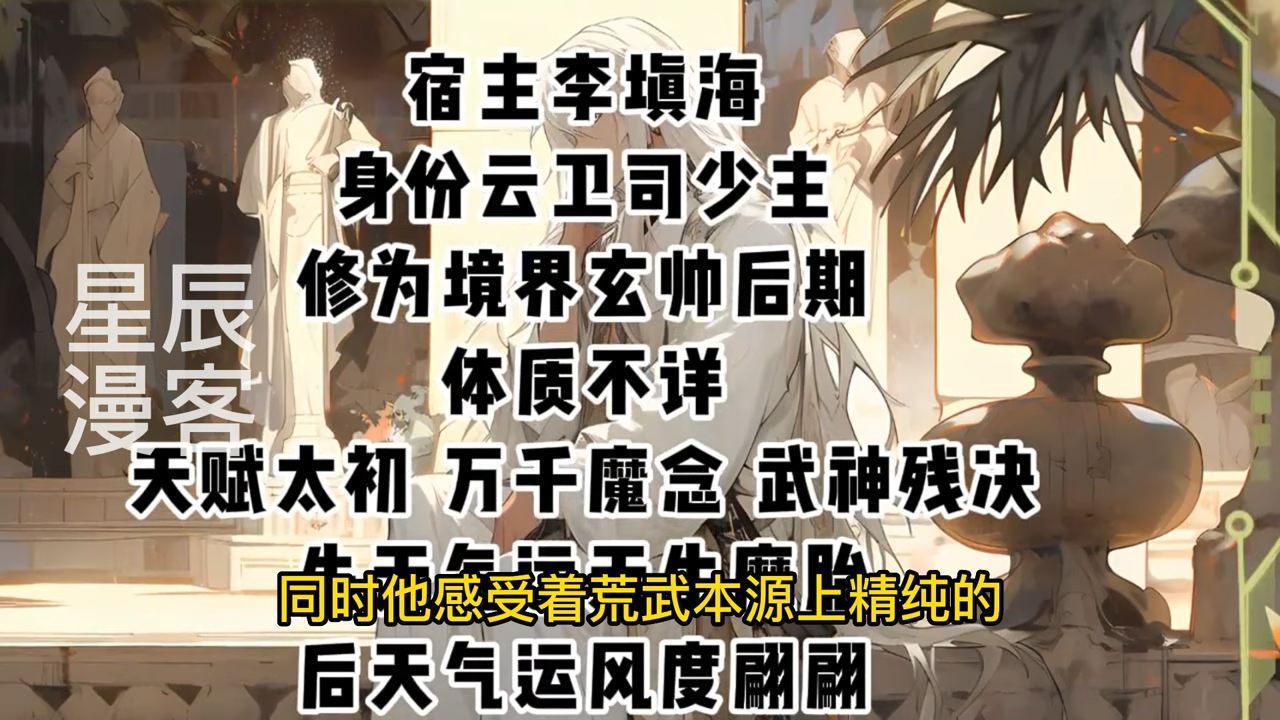 宿主李塡海
身份云卫司少主
修为境界玄帅后期
体质不详
星辰
漫客
天赋太初 万千魔念 武神残决
同时他感受着荒武本源上精纯的
后天气运风度翩翩